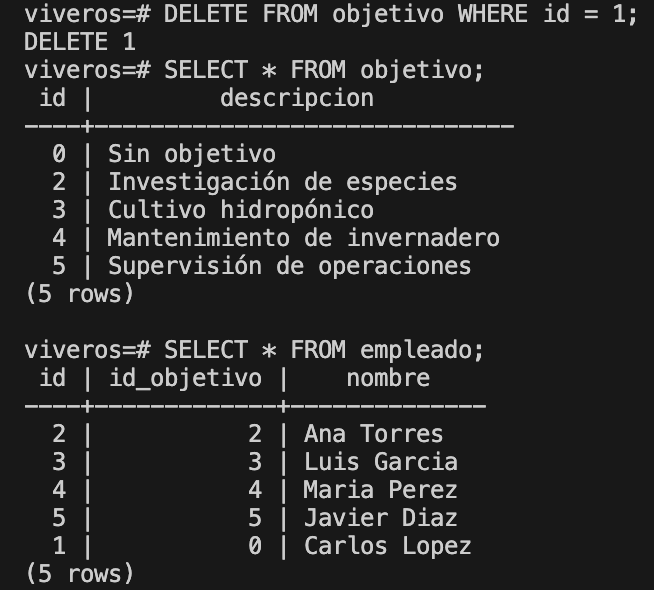 viveros=# DELETE FROM objetivo WHERE id = 1;
DELETE 1
viveros=# SELECT * FROM objetivo;
 id |         descripcion
----+------------------------------
  0 | Sin objetivo
  2 | Investigación de especies
  3 | Cultivo hidropónico
  4 | Mantenimiento de invernadero
  5 | Supervisión de operaciones
(5 rows)

viveros=# SELECT * FROM empleado;
 id | id_objetivo |    nombre
----+-------------+--------------
  2 |           2 | Ana Torres
  3 |           3 | Luis Garcia
  4 |           4 | Maria Perez
  5 |           5 | Javier Diaz
  1 |           0 | Carlos Lopez
(5 rows)